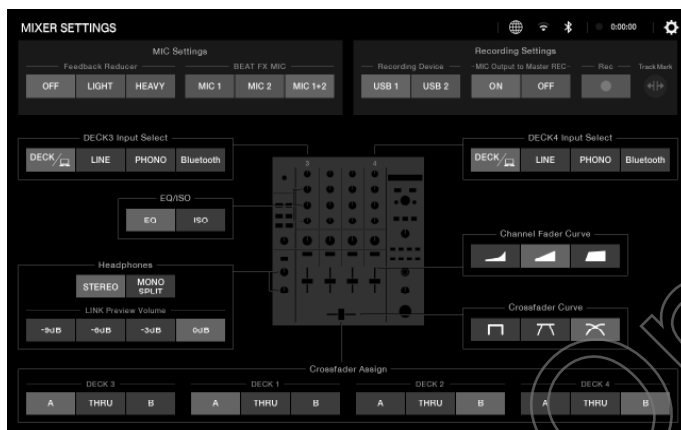 MIXER SETTINGS
0:00:00
MIC Settings
Feedback Reducer
BEAT FX MIC
OFF LIGHT HEAVY MIC 1 MIC 2 MIC 1+2
Recording Settings
Recording Device
MIC Output to Master REC
Rec
Track Mark
USB 1 USB 2 ON OFF
DECK3 Input Select
DECK/ LINE PHONO Bluetooth
DECK4 Input Select
DECK/ LINE PHONO Bluetooth
3 4
EQ/ISO
EQ ISO
Channel Fader Curve
Headphones
STEREO MONO SPLIT
LINK Preview Volume
-9dB -6dB -3dB 0dB
Crossfader Curve
Crossfader Assign
DECK 3 DECK 1 DECK 2 DECK 4
A THRU B A THRU B A THRU B A THRU B